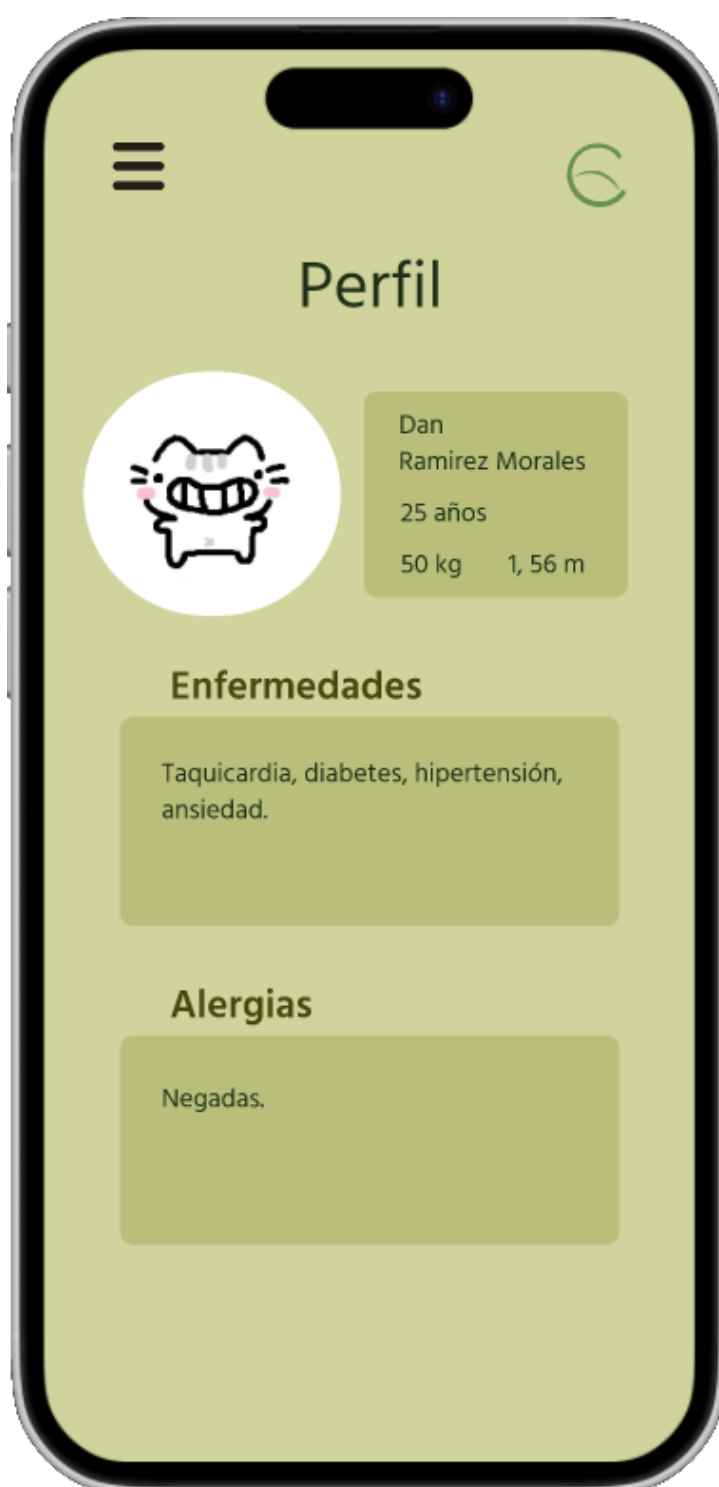 Perfil
Dan
Ramirez Morales
25 años
50 kg 1, 56 m
Enfermedades
Taquicardia, diabetes, hipertensión,
ansiedad.
Alergias
Negadas.